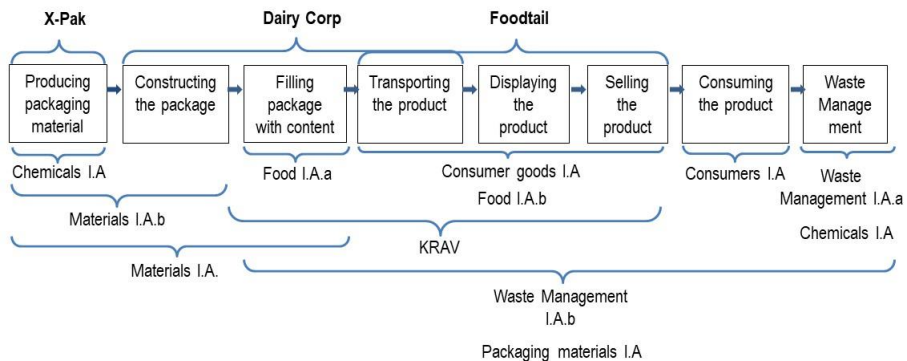 X-Pak
Dairy Corp
Foodtail
Producing
packaging
material
Constructing
the package
Filling
package
with content
Transporting
the product
Displaying
the
product
Selling
the
product
Consuming
the product
Waste
Manage
ment
Chemicals I.A
Food I.A.a
Consumer goods I.A
Food I.A.b
Consumers I.A
Waste
Management I.A.a
Chemicals I.A
Materials I.A.b
KRAV
Materials I.A.
Waste Management
I.A.b
Packaging materials I.A